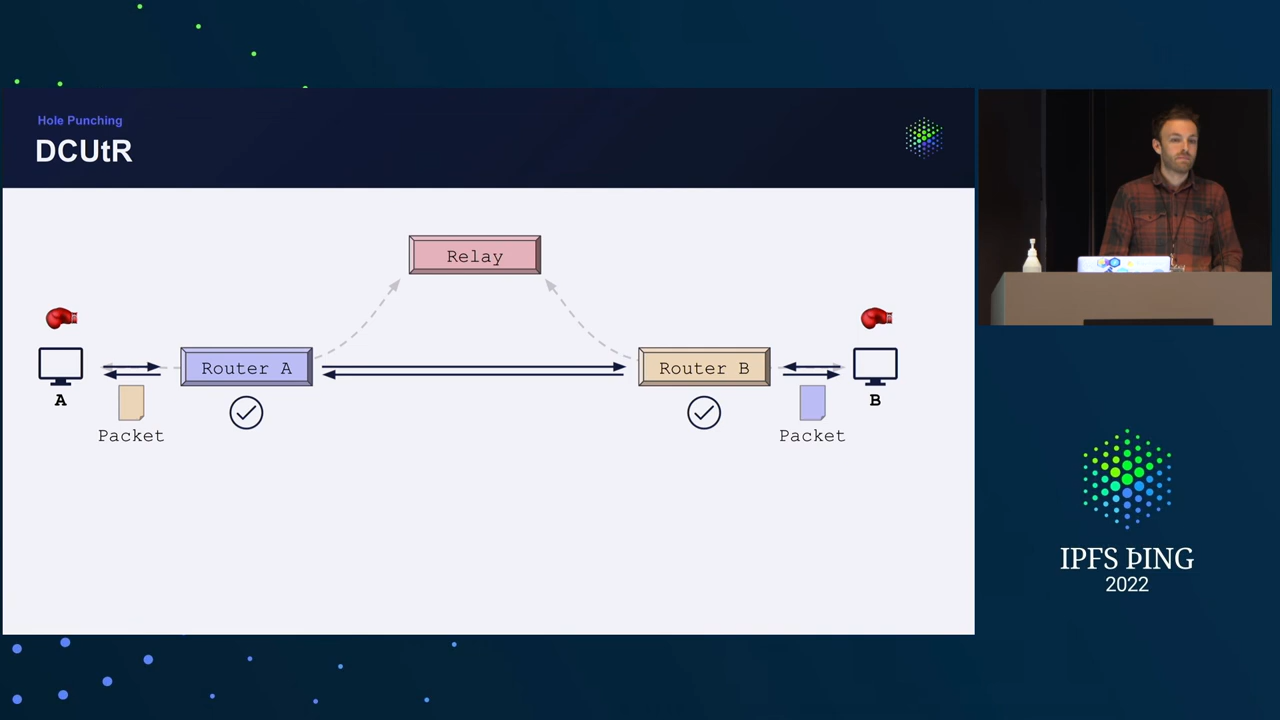 Hole Punching
DCUtR
Relay
Router A
Router B
A
B
Packet
Packet
IPFS ÞING
2022